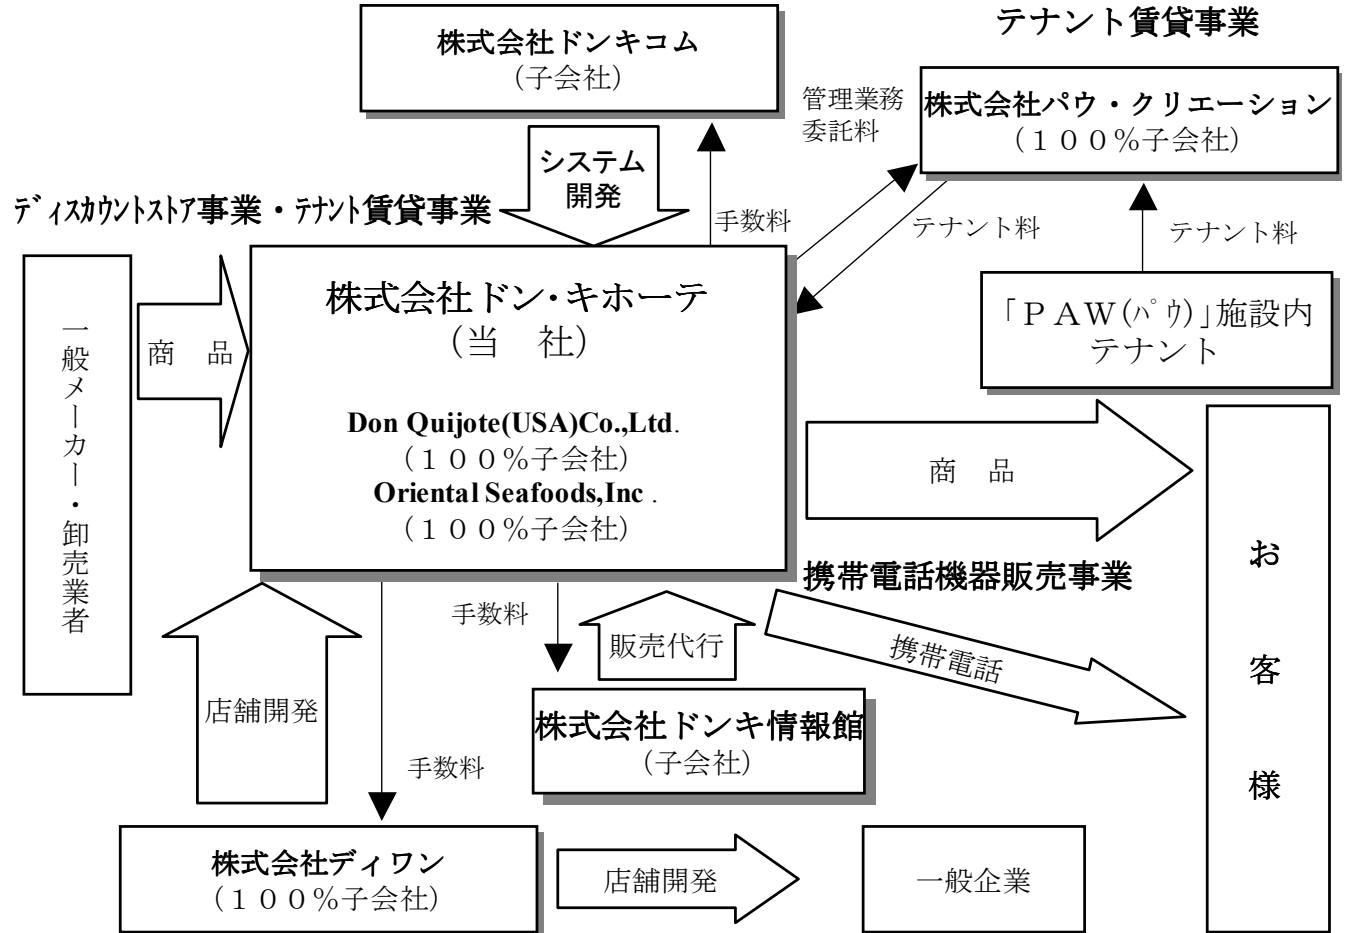 株式会社ドンキコム
(子会社)
テナント賃貸事業
管理業務
委託料
株式会社パウ・クリエーション
(１００％子会社)
システム
開発
ﾃﾞｨｽｶｳﾝﾄｽﾄｱ事業・ﾃﾅﾝﾄ賃貸事業
手数料
テナント料
テナント料
一般メーカー・卸売業者
商　品
株式会社ドン・キホーテ
(当　社)
Don Quijote(USA)Co.,Ltd.
(１００％子会社)
Oriental Seafoods,Inc .
(１００％子会社)
「ＰＡＷ(ﾊﾟｳ)」施設内
テナント
商　品
お客様
携帯電話機器販売事業
手数料
販売代行
携帯電話
店舗開発
株式会社ドンキ情報館
(子会社)
手数料
株式会社ディワン
(１００％子会社)
店舗開発
一般企業